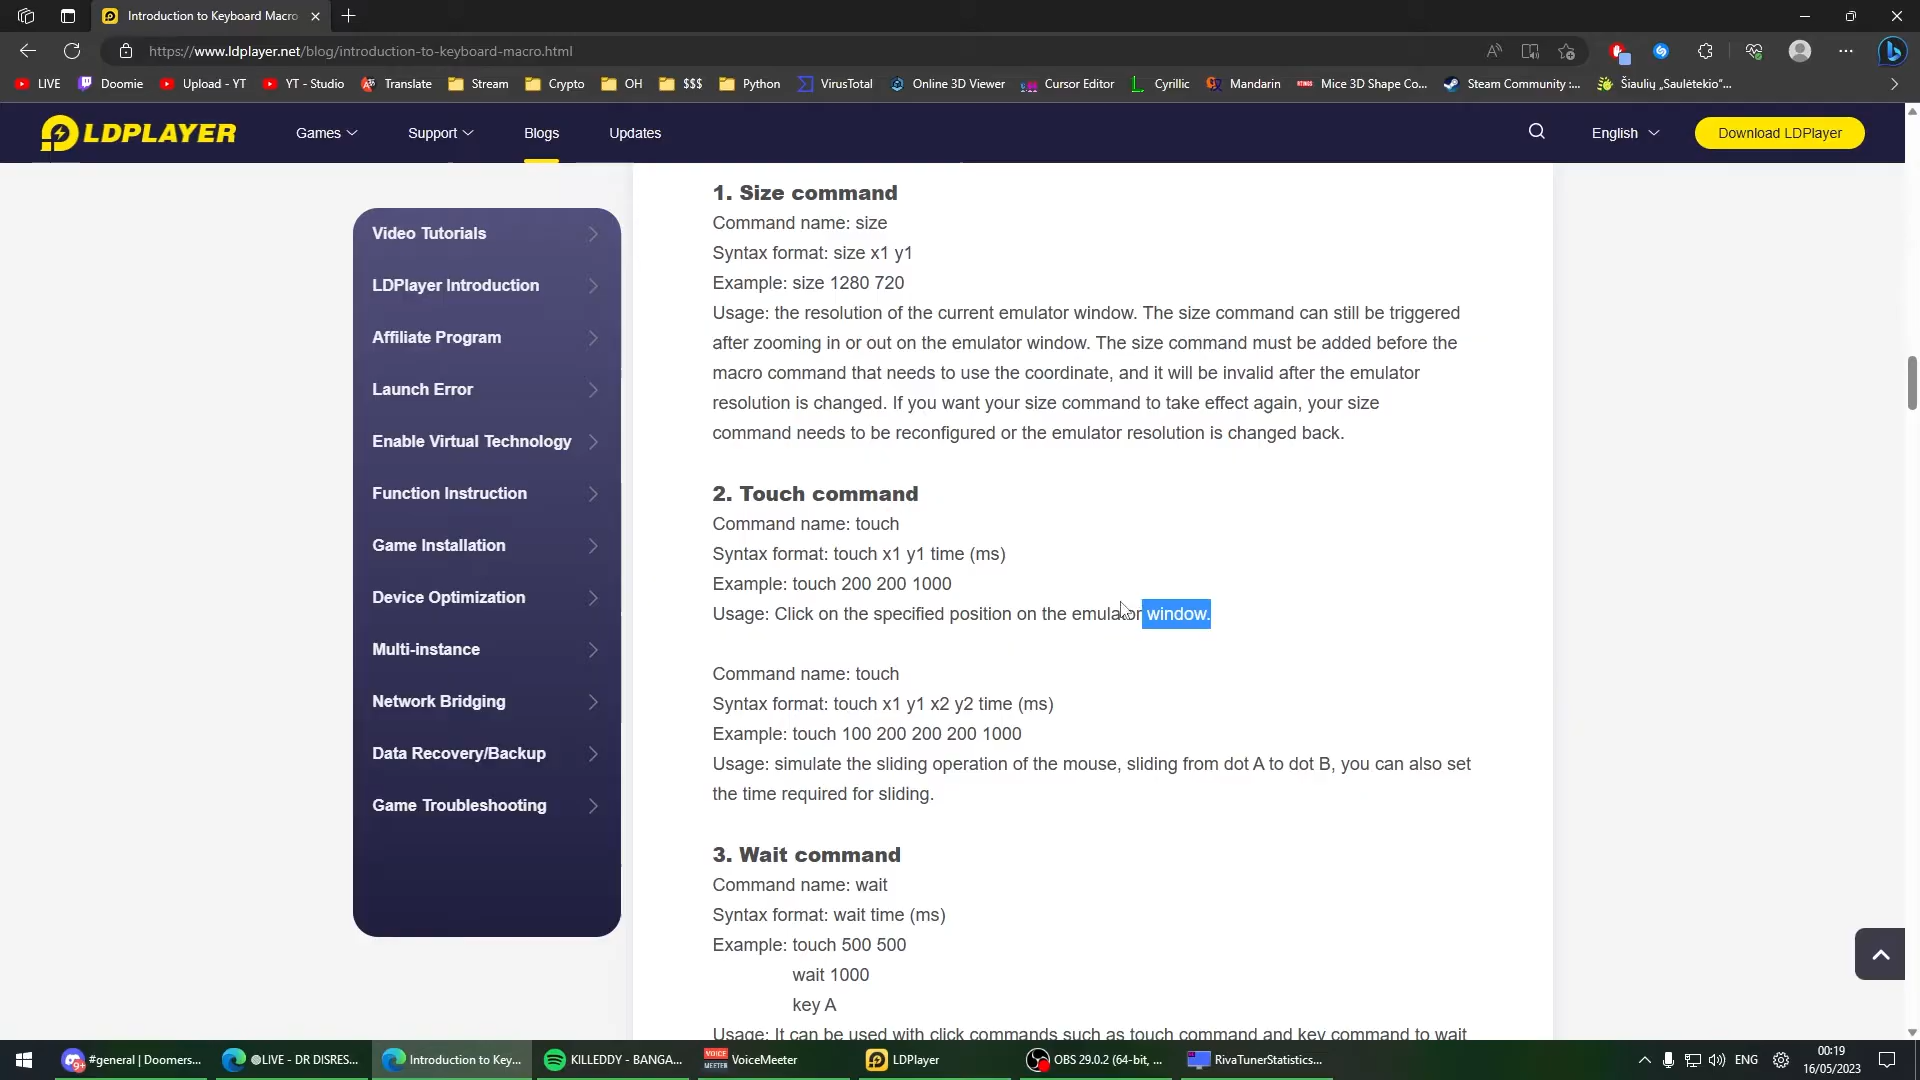 Introduction to Keyboard Macro
https://www.ldplayer.net/blog/introduction-to-keyboard-macro.html
LIVE
Doomie
Upload - YT
YT - Studio
Translate
Stream
Crypto
OH
$$$
Python
VirusTotal
Online 3D Viewer
Cursor Editor
Cyrillic
Mandarin
Mice 3D Shape Co...
Steam Community :...
Šiaulių „Saulėtekio“...
LDPLAYER
Games
Support
Blogs
Updates
English
Download LDPlayer
Video Tutorials
LDPlayer Introduction
Affiliate Program
Launch Error
Enable Virtual Technology
Function Instruction
Game Installation
Device Optimization
Multi-instance
Network Bridging
Data Recovery/Backup
Game Troubleshooting
1. Size command
Command name: size
Syntax format: size x1 y1
Example: size 1280 720
Usage: the resolution of the current emulator window. The size command can still be triggered
after zooming in or out on the emulator window. The size command must be added before the
macro command that needs to use the coordinate, and it will be invalid after the emulator
resolution is changed. If you want your size command to take effect again, your size
command needs to be reconfigured or the emulator resolution is changed back.
2. Touch command
Command name: touch
Syntax format: touch x1 y1 time (ms)
Example: touch 200 200 1000
Usage: Click on the specified position on the emulator window.
Command name: touch
Syntax format: touch x1 y1 x2 y2 time (ms)
Example: touch 100 200 200 200 1000
Usage: simulate the sliding operation of the mouse, sliding from dot A to dot B, you can also set
the time required for sliding.
3. Wait command
Command name: wait
Syntax format: wait time (ms)
Example: touch 500 500
wait 1000
key A
Usage: It can be used with click commands such as touch command and key command to wait
#general | Doomers...
LIVE - DR DISRES...
Introduction to Key...
KILLEDDY - BANGA...
VOICE MEETER
VoiceMeeter
LDPlayer
OBS 29.0.2 (64-bit, ...
RivaTunerStatistics...
ENG
00:19
16/05/2023